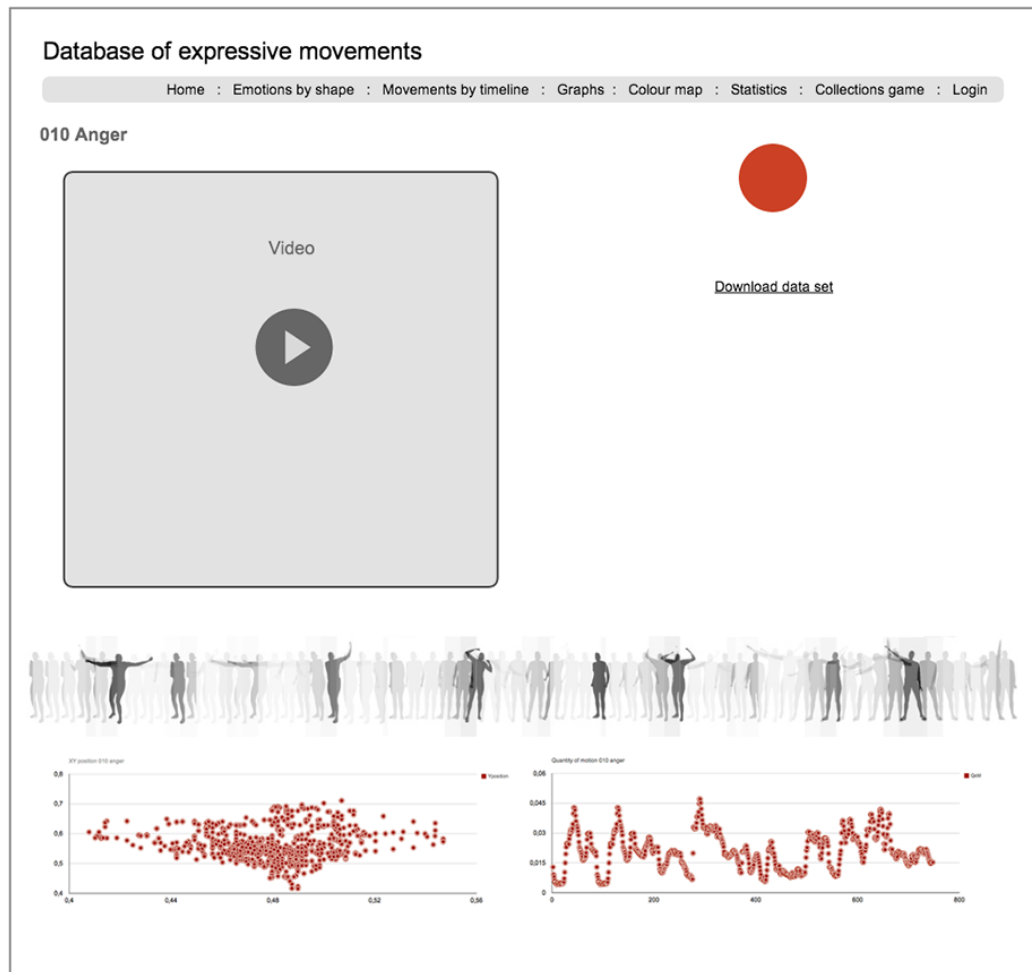 Database of expressive movements
Home : Emotions by shape : Movements by timeline : Graphs : Colour map : Statistics : Collections game : Login
010 Anger
Video
Download data set
XY position 010 anger
Yposition
0,8
0,7
0,6
0,5
0,4
0,4 0,44 0,48 0,52 0,56
Quantity of motion 010 anger
QoM
0,06
0,045
0,03
0,015
0
0 200 400 600 800